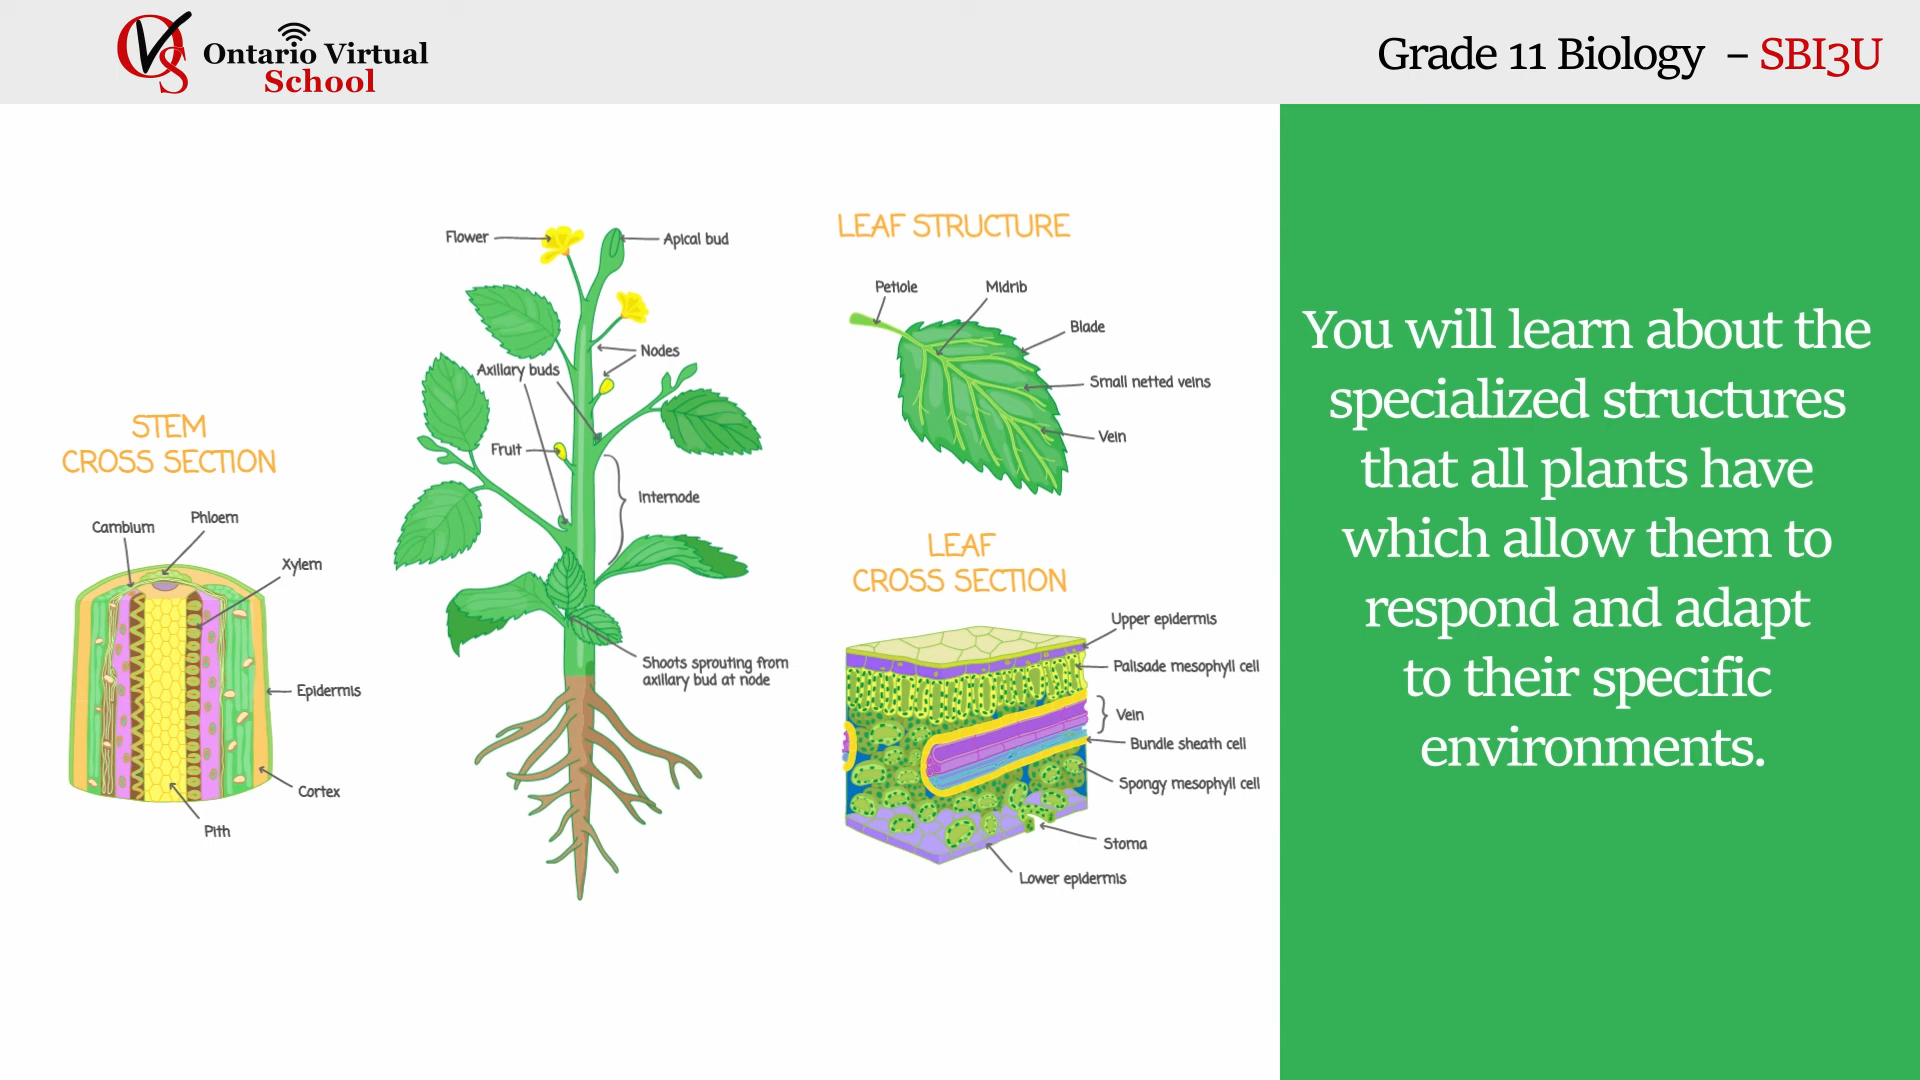 OVS
Ontario Virtual
School
Grade 11 Biology – SBI3U
STEM
CROSS SECTION
Cambium
Phloem
Xylem
Epidermis
Cortex
Pith
Flower
Apical bud
Nodes
Axillary buds
Fruit
Internode
Shoots sprouting from
axillary bud at node
LEAF STRUCTURE
Petiole
Midrib
Blade
Small netted veins
Vein
LEAF
CROSS SECTION
Upper epidermis
Palisade mesophyll cell
Vein
Bundle sheath cell
Spongy mesophyll cell
Stoma
Lower epidermis
You will learn about the
specialized structures
that all plants have
which allow them to
respond and adapt
to their specific
environments.